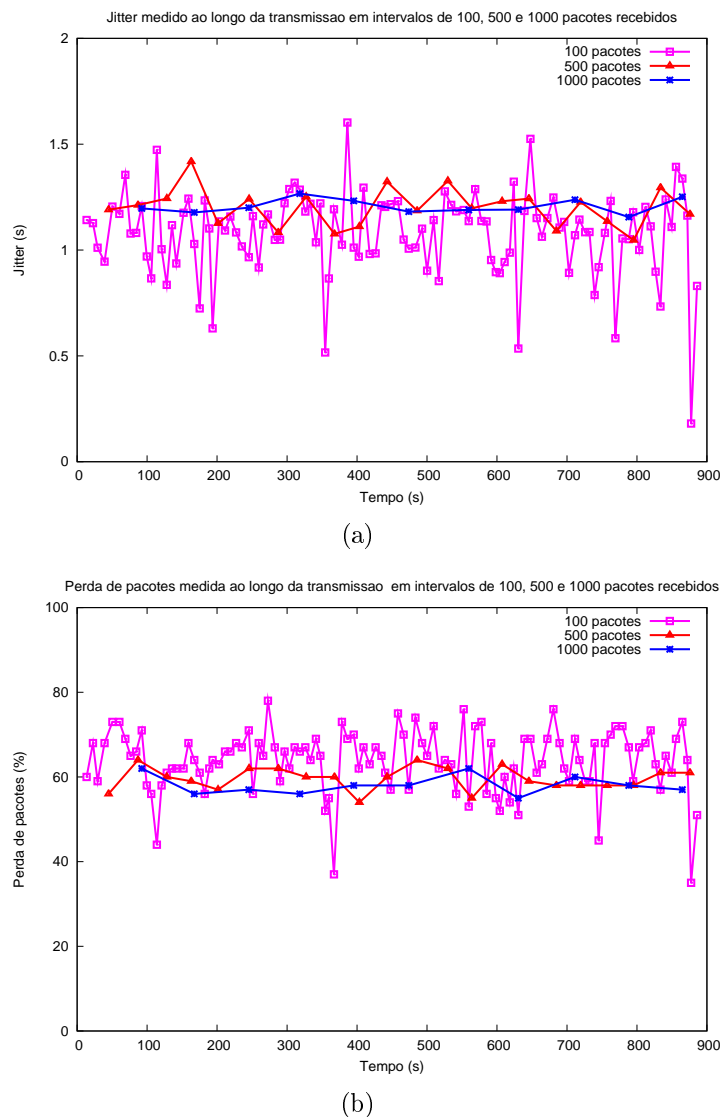 Jitter medido ao longo da transmissao em intervalos de 100, 500 e 1000 pacotes recebidos
2
1.5
1
0.5
0
Jitter (s)
100 pacotes
500 pacotes
1000 pacotes
0 100 200 300 400 500 600 700 800 900
Tempo (s)
(a)
Perda de pacotes medida ao longo da transmissao em intervalos de 100, 500 e 1000 pacotes recebidos
100
80
60
40
20
0
Perda de pacotes (%)
100 pacotes
500 pacotes
1000 pacotes
0 100 200 300 400 500 600 700 800 900
Tempo (s)
(b)